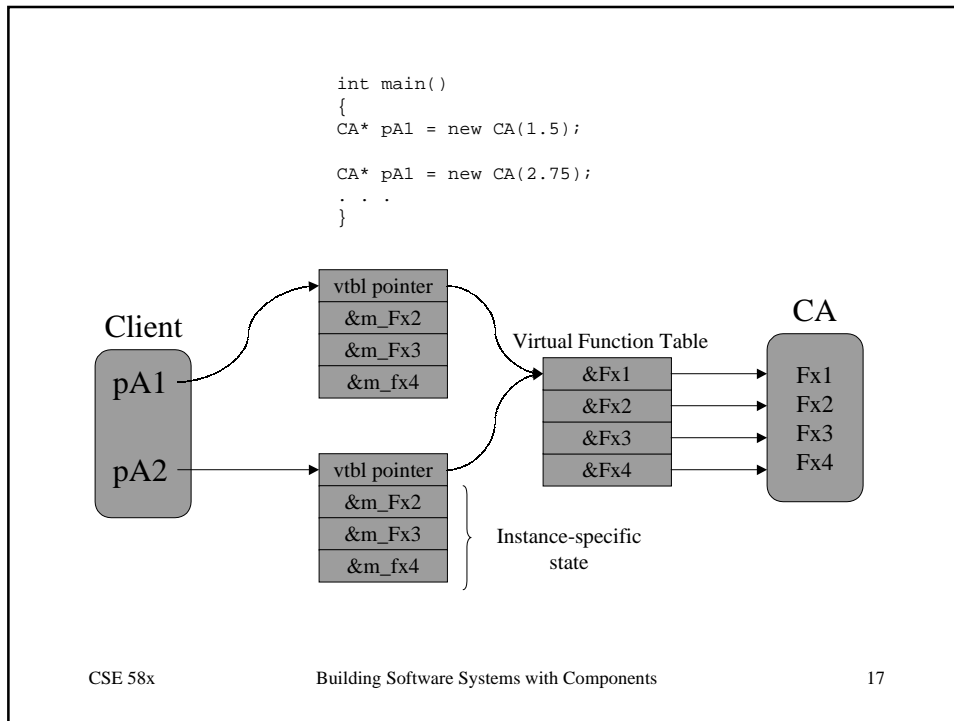 int main()
{
CA* pA1 = new CA(1.5);
CA* pA1 = new CA(2.75);
. . .
}
Client
pA1
pA2
vtbl pointer
&m_Fx2
&m_Fx3
&m_fx4
vtbl pointer
&m_Fx2
&m_Fx3
&m_fx4
Instance-specific
state
Virtual Function Table
&Fx1
&Fx2
&Fx3
&Fx4
CA
Fx1
Fx2
Fx3
Fx4
CSE 58x
Building Software Systems with Components
17